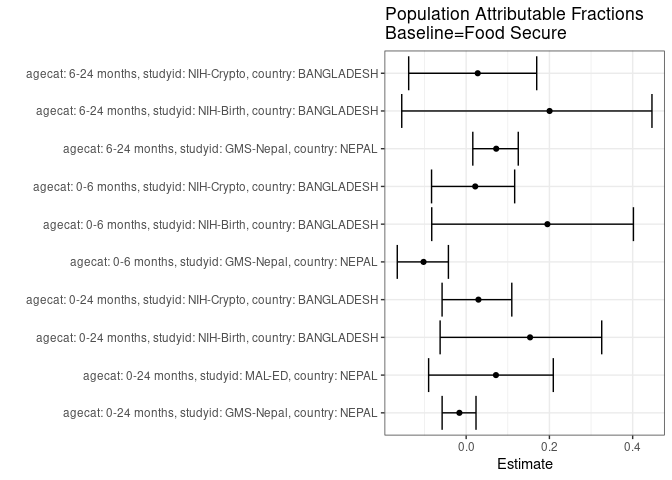 Population Attributable Fractions
Baseline=Food Secure
agecat: 6-24 months, studyid: NIH-Crypto, country: BANGLADESH
agecat: 6-24 months, studyid: NIH-Birth, country: BANGLADESH
agecat: 6-24 months, studyid: GMS-Nepal, country: NEPAL
agecat: 0-6 months, studyid: NIH-Crypto, country: BANGLADESH
agecat: 0-6 months, studyid: NIH-Birth, country: BANGLADESH
agecat: 0-6 months, studyid: GMS-Nepal, country: NEPAL
agecat: 0-24 months, studyid: NIH-Crypto, country: BANGLADESH
agecat: 0-24 months, studyid: NIH-Birth, country: BANGLADESH
agecat: 0-24 months, studyid: MAL-ED, country: NEPAL
agecat: 0-24 months, studyid: GMS-Nepal, country: NEPAL
0.0 0.2 0.4
Estimate